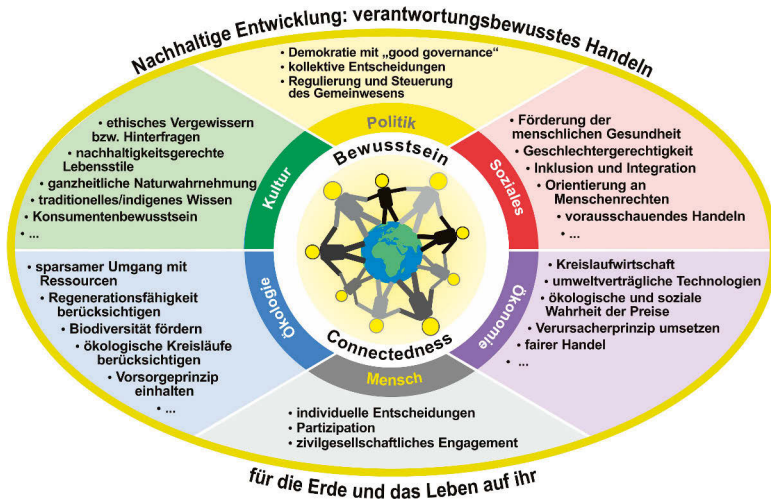 Nachhaltige Entwicklung: verantwortungsbewusstes Handeln
• Demokratie mit „good governance“
• kollektive Entscheidungen
• Regulierung und Steuerung
des Gemeinwesens
Politik
• ethisches Vergewissern
bzw. Hinterfragen
• nachhaltigkeitsgerechte
Lebensstile
• ganzheitliche Naturwahrnehmung
• traditionelles/indigenes Wissen
• Konsumentenbewusstsein
• ...
Kultur
Bewusstsein
Soziales
• Förderung der
menschlichen Gesundheit
• Geschlechtergerechtigkeit
• Inklusion und Integration
• Orientierung an
Menschenrechten
• vorausschauendes Handeln
• ...
• sparsamer Umgang mit
Ressourcen
• Regenerationsfähigkeit
berücksichtigen
• Biodiversität fördern
• ökologische Kreisläufe
berücksichtigen
• Vorsorgeprinzip
einhalten
• ...
Ökologie
Connectedness
Ökonomie
• Kreislaufwirtschaft
• umweltverträgliche Technologien
• ökologische und soziale
Wahrheit der Preise
• Verursacherprinzip umsetzen
• fairer Handel
• ...
Mensch
• individuelle Entscheidungen
• Partizipation
• zivilgesellschaftliches Engagement
für die Erde und das Leben auf ihr